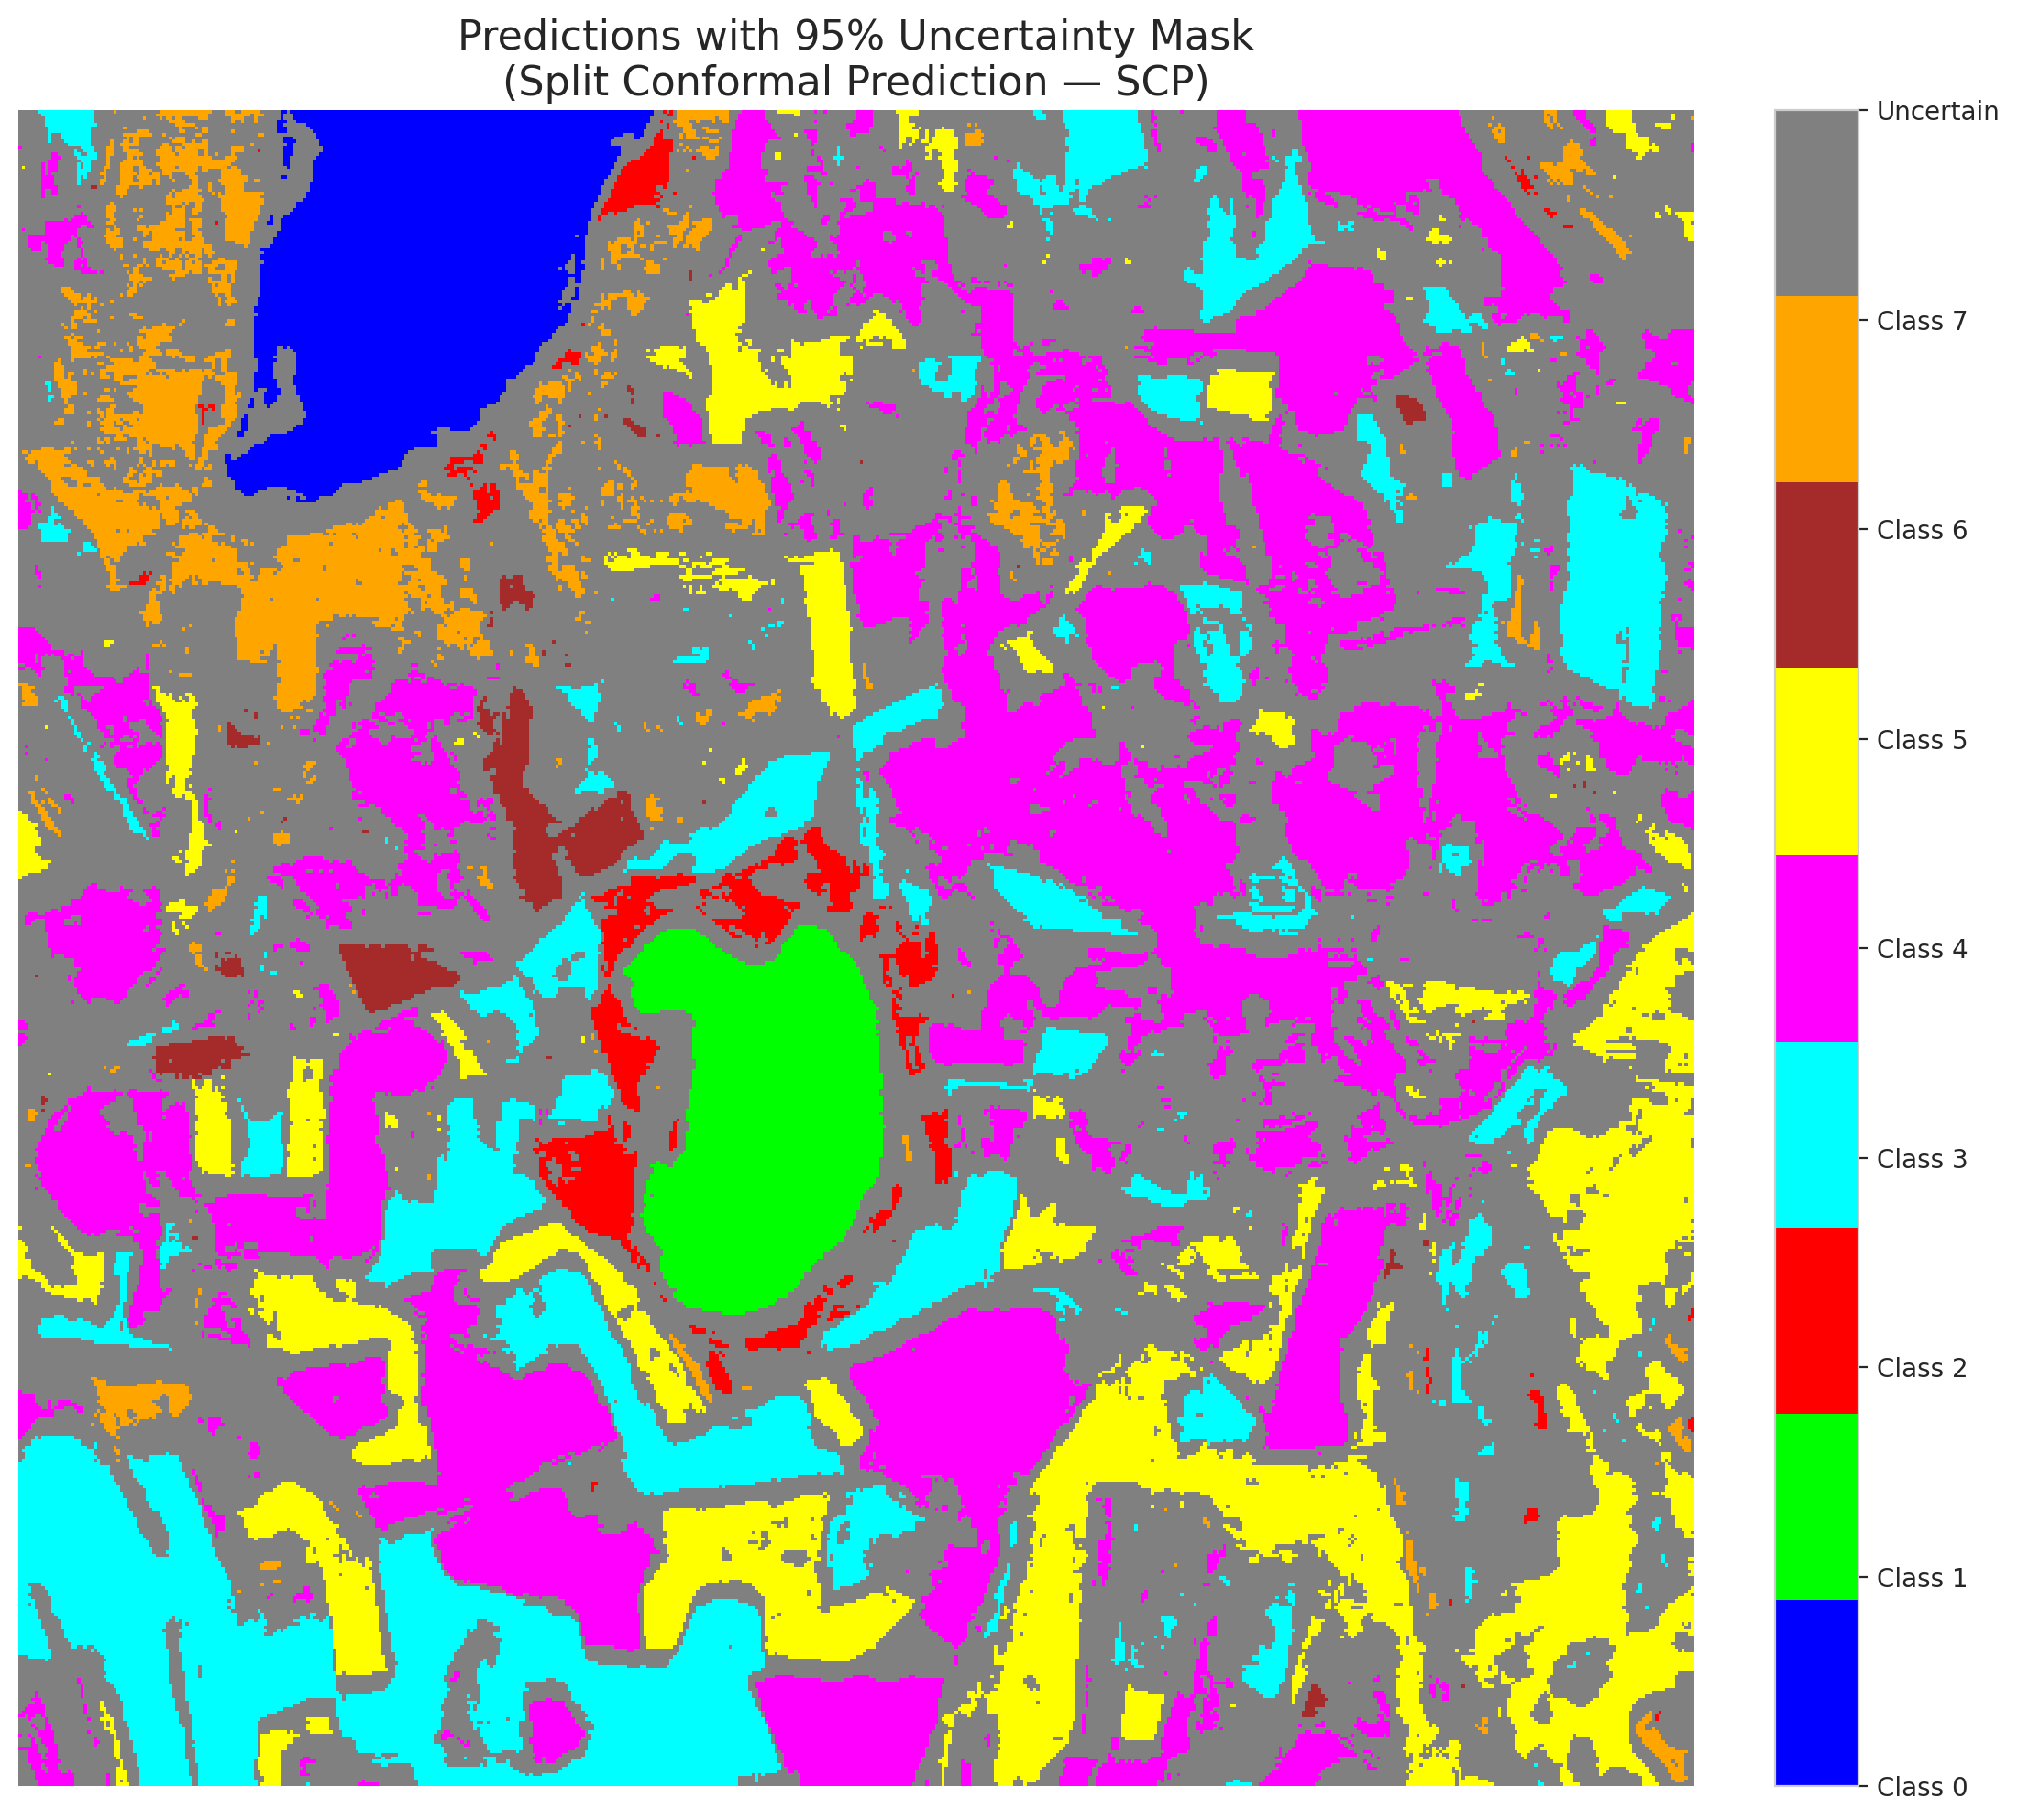 Predictions with 95% Uncertainty Mask
(Split Conformal Prediction — SCP)
Uncertain
Class 7
Class 6
Class 5
Class 4
Class 3
Class 2
Class 1
Class 0